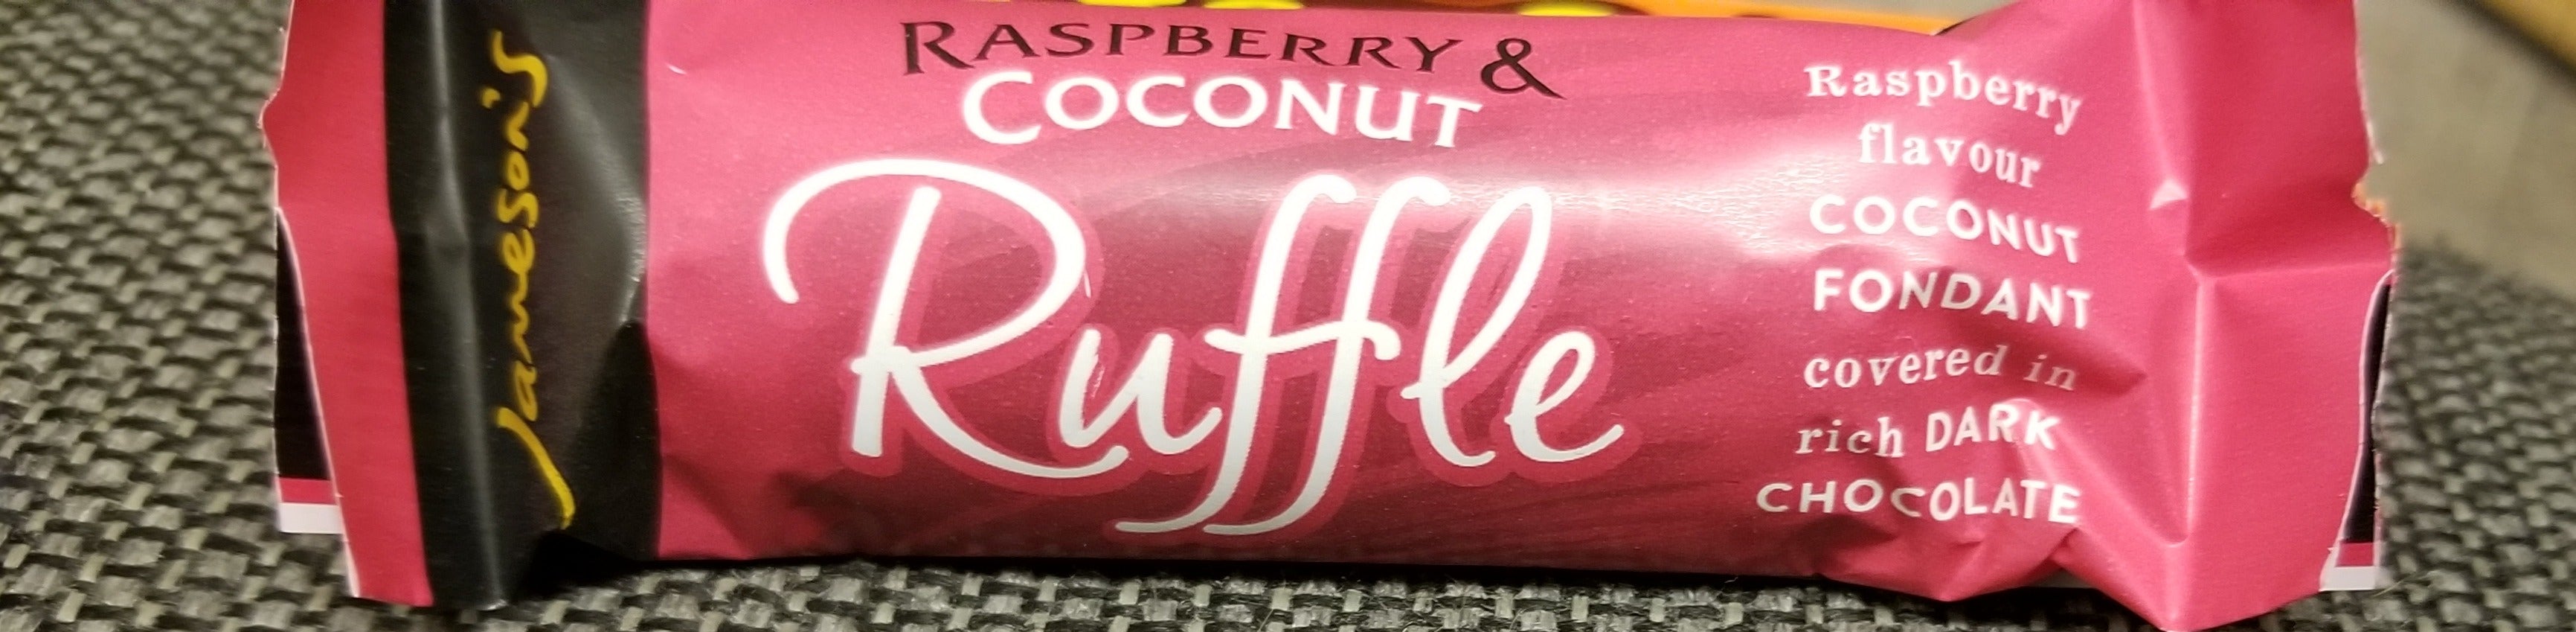 Jameson's
RASPBERRY &
COCONUT
Ruffle
Raspberry
flavour
COCONUT
FONDANT
covered in
rich DARK
CHOCOLATE